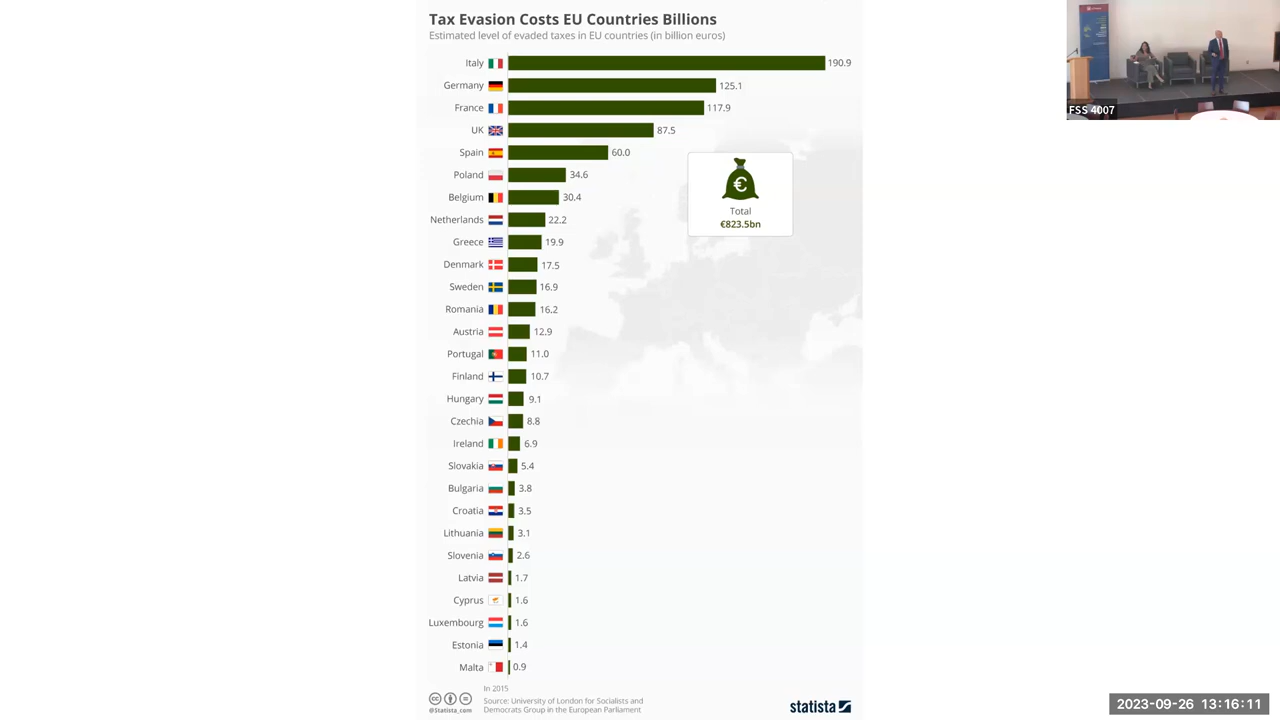 Tax Evasion Costs EU Countries Billions
Estimated level of evaded taxes in EU countries (in billion euros)
Italy 190.9
Germany 125.1
France 117.9
UK 87.5
Spain 60.0
Poland 34.6
Belgium 30.4
Netherlands 22.2
Greece 19.9
Denmark 17.5
Sweden 16.9
Romania 16.2
Austria 12.9
Portugal 11.0
Finland 10.7
Hungary 9.1
Czechia 8.8
Ireland 6.9
Slovakia 5.4
Bulgaria 3.8
Croatia 3.5
Lithuania 3.1
Slovenia 2.6
Latvia 1.7
Cyprus 1.6
Luxembourg 1.6
Estonia 1.4
Malta 0.9
€
Total
€823.5bn
In 2015
Source: University of London for Socialists and
Democrats Group in the European Parliament
@Statista_com
statista
FSS 4007
2023-09-26 13:16:11